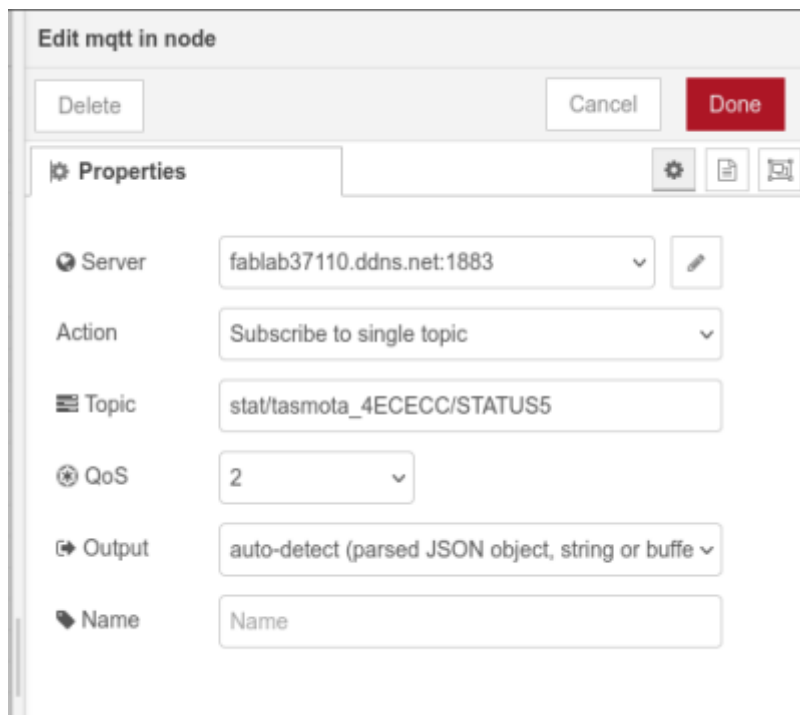 Edit mqtt in node
Delete
Cancel
Done
Properties
Server
fablab37110.ddns.net:1883
Action
Subscribe to single topic
Topic
stat/tasmota_4ECECC/STATUS5
QoS
2
Output
auto-detect (parsed JSON object, string or buffe
Name
Name